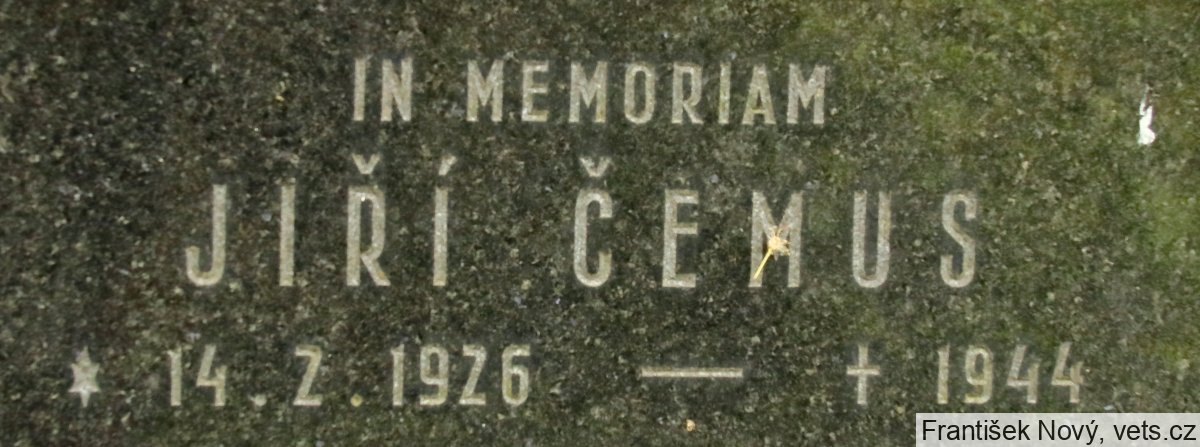 IN MEMORIAM
JIŘÍ ČEMUS
* 14. 2. 1926 — † 1944
František Nový, vets.cz